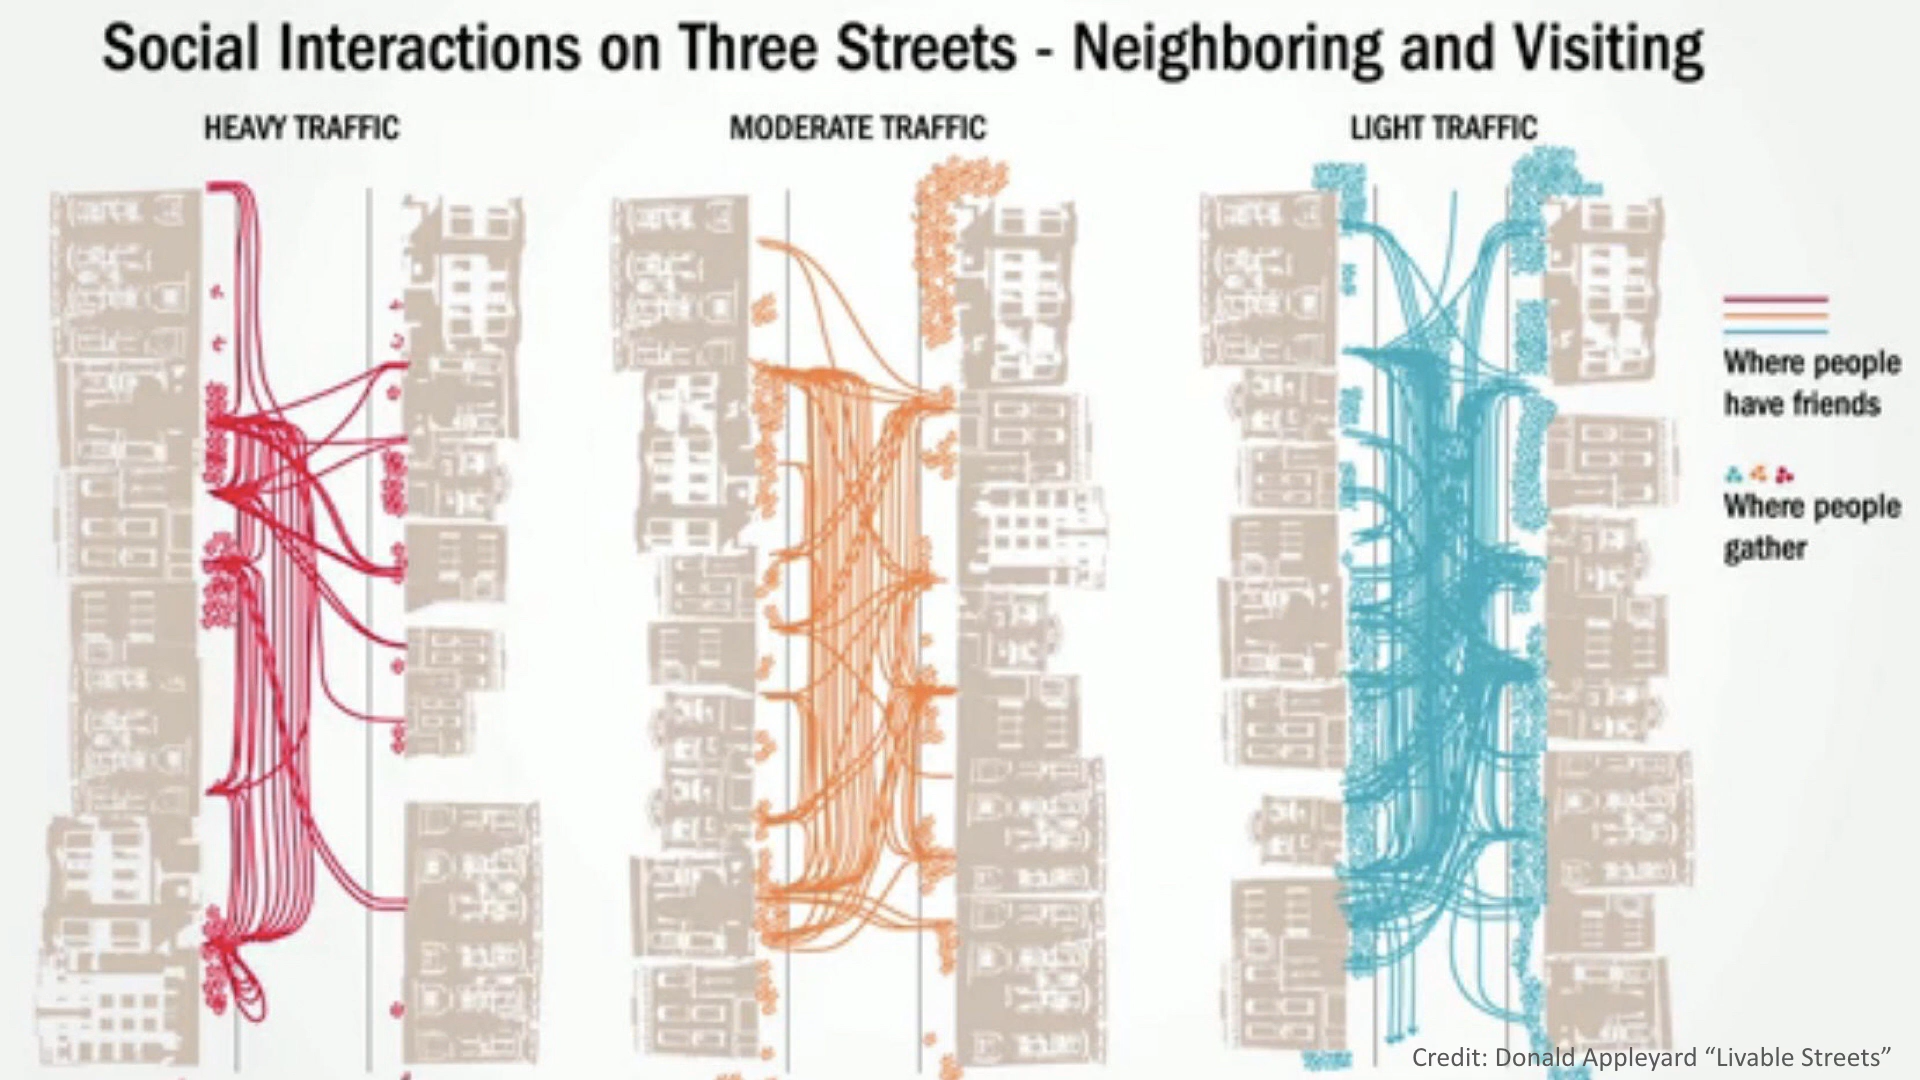 Social Interactions on Three Streets - Neighboring and Visiting
HEAVY TRAFFIC
MODERATE TRAFFIC
LIGHT TRAFFIC
Where people
have friends
Where people
gather
Credit: Donald Appleyard “Livable Streets”